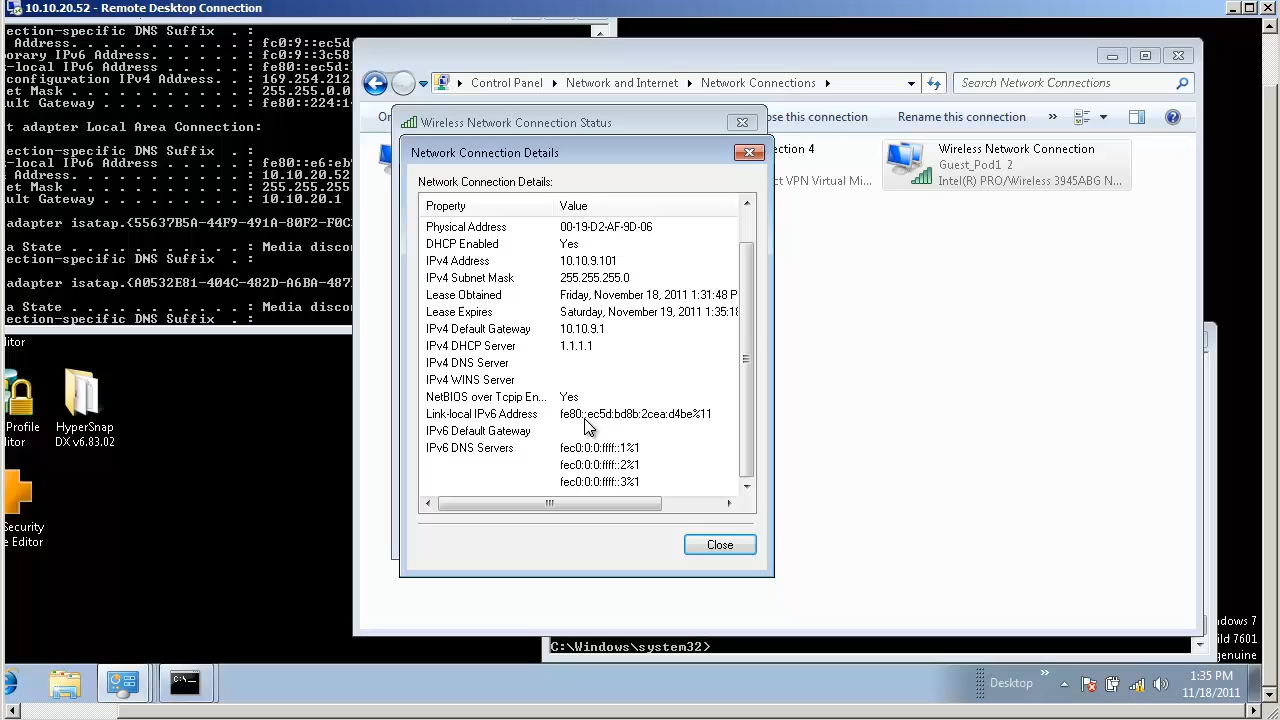 10.10.20.52 - Remote Desktop Connection
ection-specific DNS Suffix . :
Address. . . . . . . . . . . : fc0:9::ec5d
orary IPv6 Address. . . . . . : fc0:9::3c58
-local IPv6 Address . . . . . : fe80::ec5d:
configuration IPv4 Address. . : 169.254.212
et Mask . . . . . . . . . . . : 255.255.0.0
ult Gateway . . . . . . . . . : fe80::224:1
t adapter Local Area Connection:
ection-specific DNS Suffix . :
-local IPv6 Address . . . . . : fe80::e6:eb
Address. . . . . . . . . . . : 10.10.20.52
et Mask . . . . . . . . . . . : 255.255.255
ult Gateway . . . . . . . . . : 10.10.20.1
adapter isatap.{55637B5A-44F9-491A-80F2-F0C
a State . . . . . . . . . . . : Media disco
ection-specific DNS Suffix . :
adapter isatap.{A0532E81-404C-482D-A6BA-487
a State . . . . . . . . . . . : Media disco
ection-specific DNS Suffix . :
Control Panel
Network and Internet
Network Connections
Search Network Connections
Or
ose this connection
Rename this connection
»
ction 4
ct VPN Virtual Mi...
Wireless Network Connection
Guest_Pod1 2
Intel(R) PRO/Wireless 3945ABG N...
Wireless Network Connection Status
Network Connection Details
Network Connection Details:
Property Value
Physical Address 00-19-D2-AF-9D-06
DHCP Enabled Yes
IPv4 Address 10.10.9.101
IPv4 Subnet Mask 255.255.255.0
Lease Obtained Friday, November 18, 2011 1:31:48 P
Lease Expires Saturday, November 19, 2011 1:35:18
IPv4 Default Gateway 10.10.9.1
IPv4 DHCP Server 1.1.1.1
IPv4 DNS Server
IPv4 WINS Server
NetBIOS over Tcpip En... Yes
Link-local IPv6 Address fe80::ec5d:bd8b:2cea:d4be%11
IPv6 Default Gateway
IPv6 DNS Servers fec0:0:0:ffff::1%1
fec0:0:0:ffff::2%1
fec0:0:0:ffff::3%1
Close
itor
Profile
itor
HyperSnap
DX v6.83.02
Security
e Editor
C:\Windows\system32>
dows 7
ild 7601
genuine
Desktop
»
1:35 PM
11/18/2011